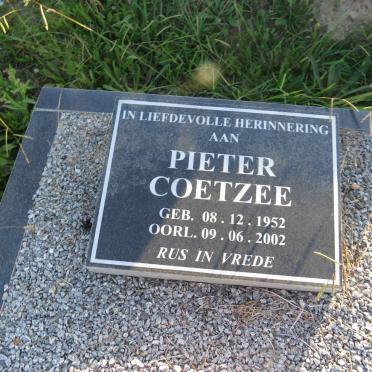 IN LIEFDEVOLLE HERINNERING
AAN
PIETER
COETZEE
GEB. 08 . 12 . 1952
OORL. 09 . 06 . 2002
RUS IN VREDE